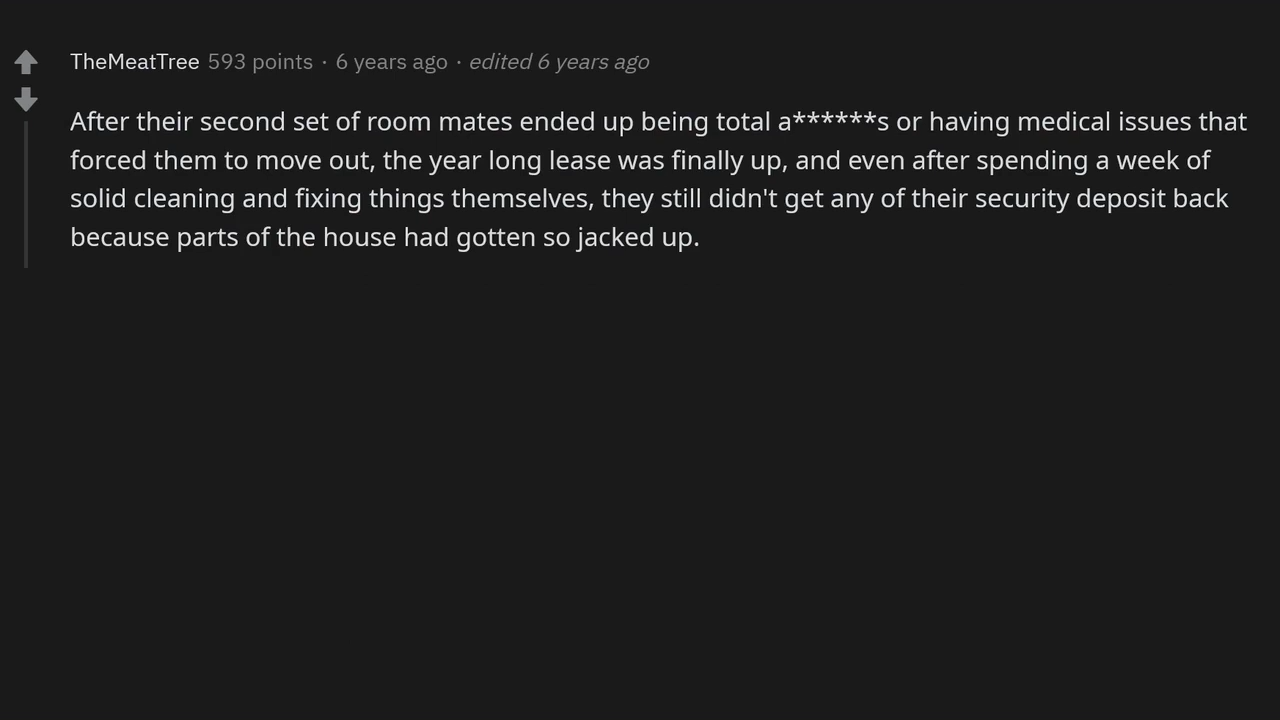 TheMeatTree 593 points · 6 years ago · edited 6 years ago
After their second set of room mates ended up being total a******s or having medical issues that
forced them to move out, the year long lease was finally up, and even after spending a week of
solid cleaning and fixing things themselves, they still didn't get any of their security deposit back
because parts of the house had gotten so jacked up.